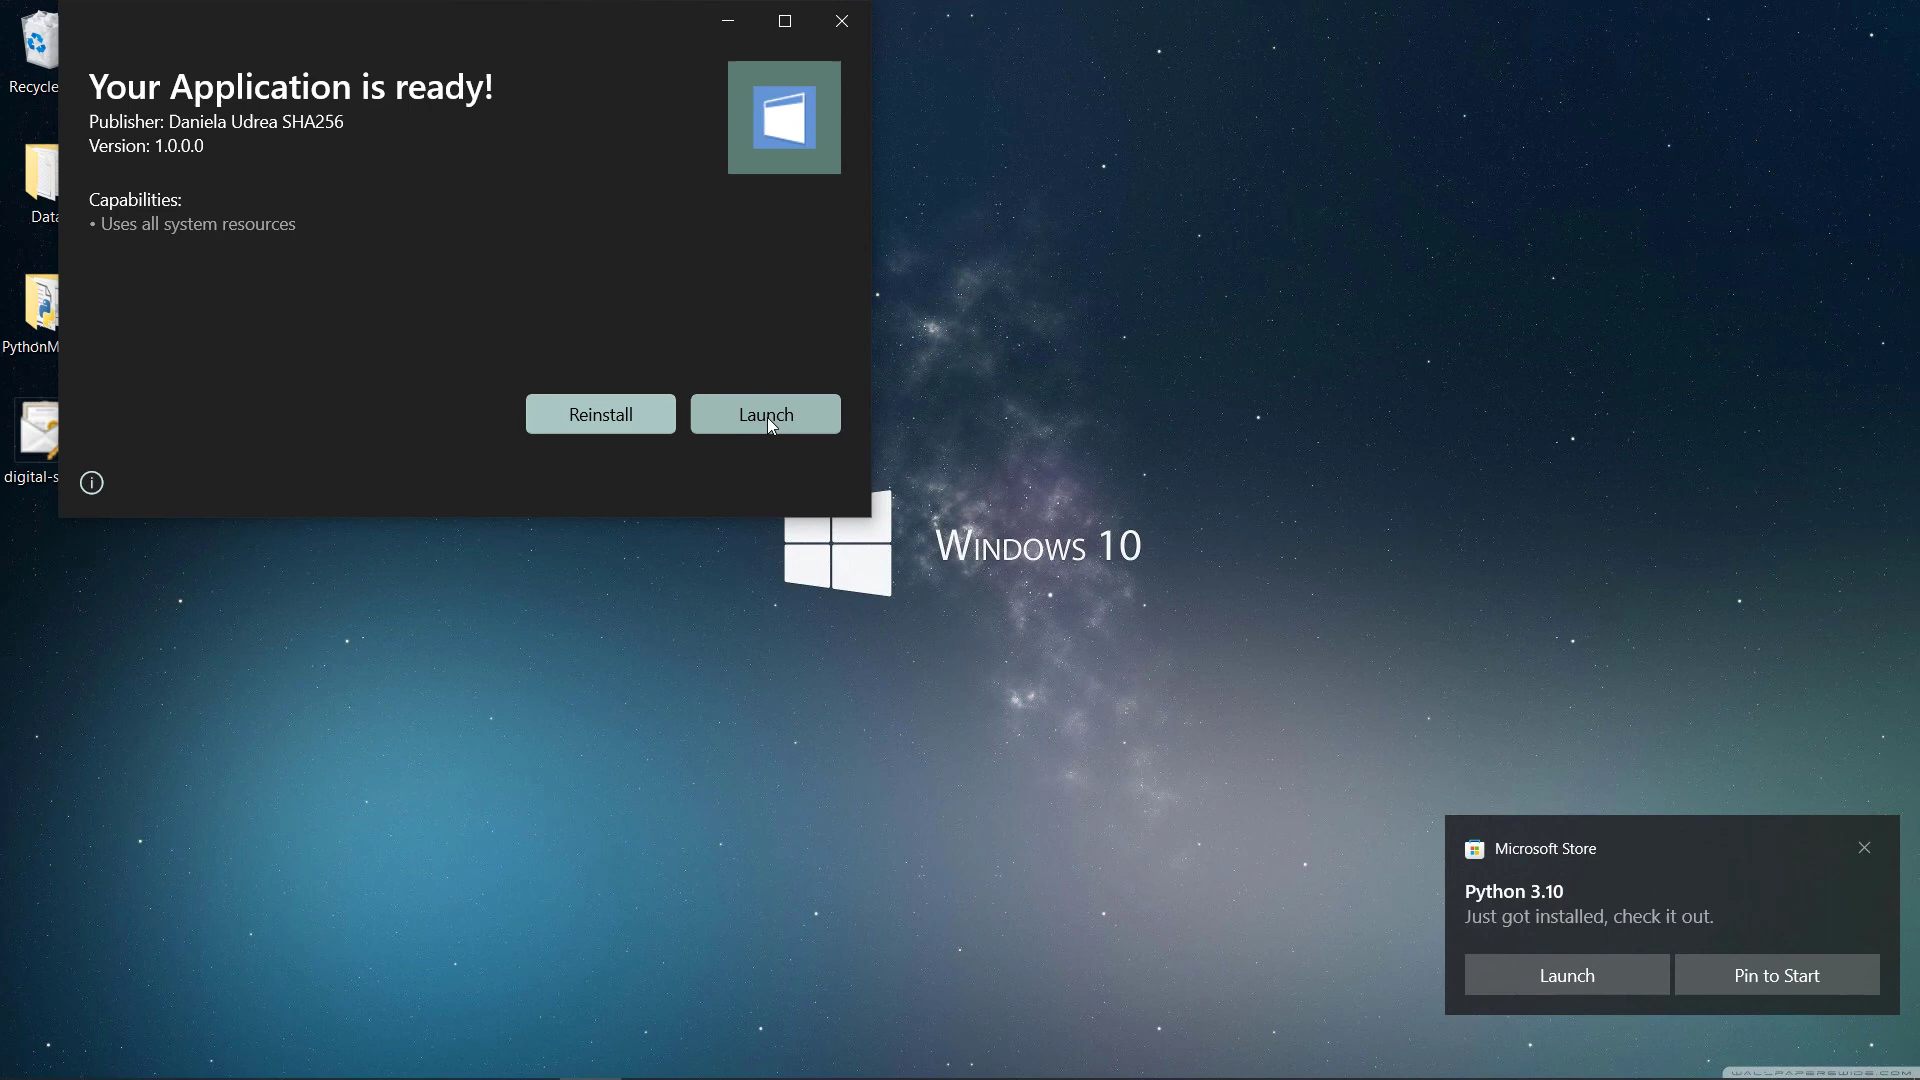 Recycle
Data
PythonM
digital-s
Your Application is ready!
Publisher: Daniela Udrea SHA256
Version: 1.0.0.0
Capabilities:
• Uses all system resources
Reinstall
Launch
Windows 10
Microsoft Store
Python 3.10
Just got installed, check it out.
Launch
Pin to Start
WALLPAPERSWIDE.COM